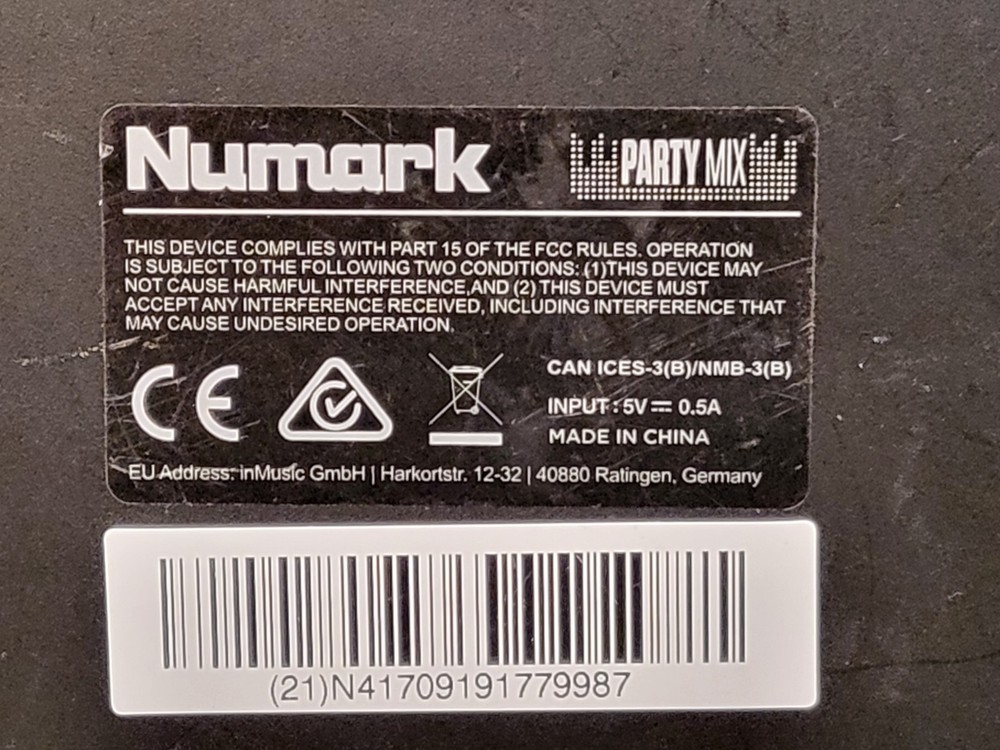 Numark
PARTY MIX
THIS DEVICE COMPLIES WITH PART 15 OF THE FCC RULES. OPERATION
IS SUBJECT TO THE FOLLOWING TWO CONDITIONS: (1)THIS DEVICE MAY
NOT CAUSE HARMFUL INTERFERENCE,AND (2) THIS DEVICE MUST
ACCEPT ANY INTERFERENCE RECEIVED, INCLUDING INTERFERENCE THAT
MAY CAUSE UNDESIRED OPERATION.
CE
CAN ICES-3(B)/NMB-3(B)
INPUT: 5V⎓ 0.5A
MADE IN CHINA
EU Address: inMusic GmbH | Harkortstr. 12-32 | 40880 Ratingen, Germany
(21)N41709191779987